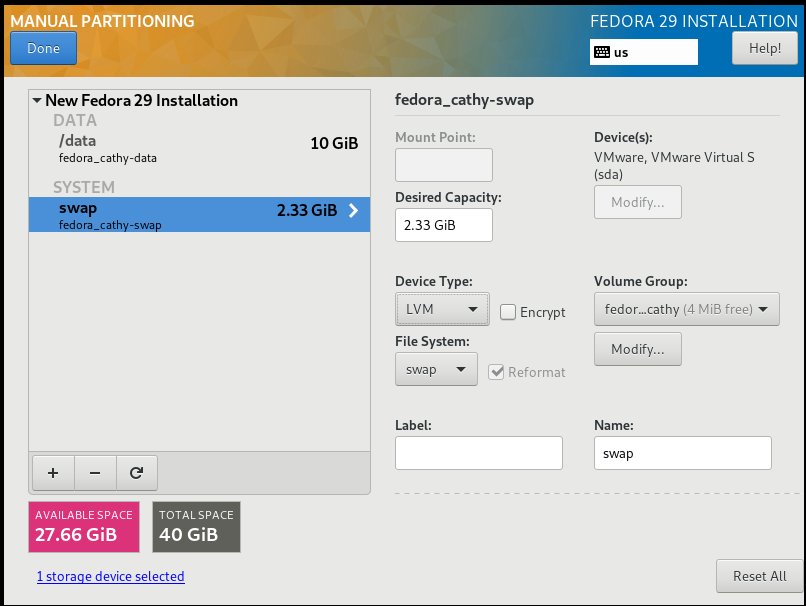 MANUAL PARTITIONING
FEDORA 29 INSTALLATION
Done
us
Help!
New Fedora 29 Installation
DATA
/data
10 GiB
fedora_cathy-data
SYSTEM
swap
2.33 GiB
fedora_cathy-swap
+
−
AVAILABLE SPACE
27.66 GiB
TOTAL SPACE
40 GiB
1 storage device selected
fedora_cathy-swap
Mount Point:
Device(s):
VMware, VMware Virtual S
(sda)
Modify...
Desired Capacity:
2.33 GiB
Device Type:
Volume Group:
LVM
Encrypt
fedor...cathy (4 MiB free)
File System:
Modify...
swap
Reformat
Label:
Name:
swap
Reset All